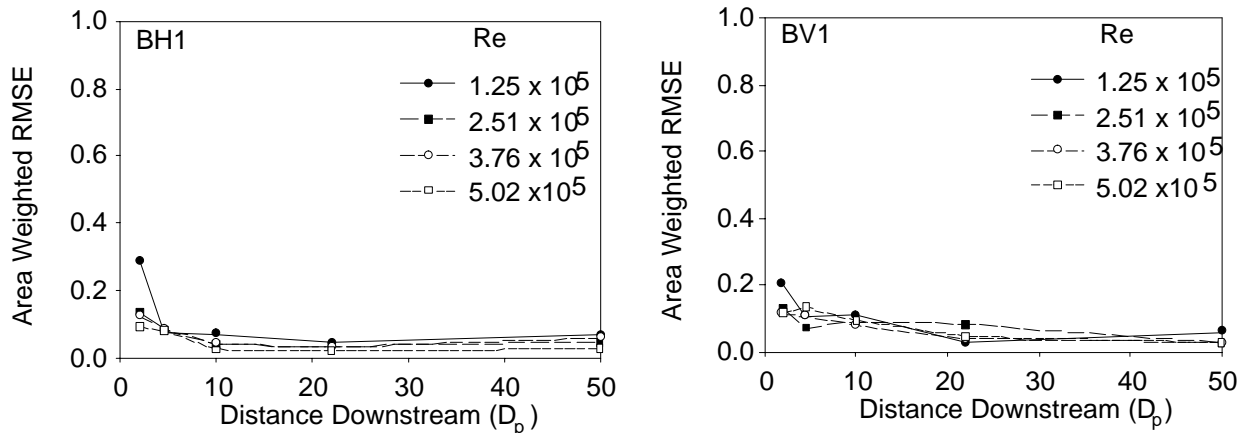 BH1
Re
1.25 x 10^5
2.51 x 10^5
3.76 x 10^5
5.02 x10^5
Area Weighted RMSE
1.0
0.8
0.6
0.4
0.2
0.0
0 10 20 30 40 50
Distance Downstream (D_p)
BV1
Re
1.25 x 10^5
2.51 x 10^5
3.76 x 10^5
5.02 x10^5
Area Weighted RMSE
1.0
0.8
0.6
0.4
0.2
0.0
0 10 20 30 40 50
Distance Downstream (D_p)